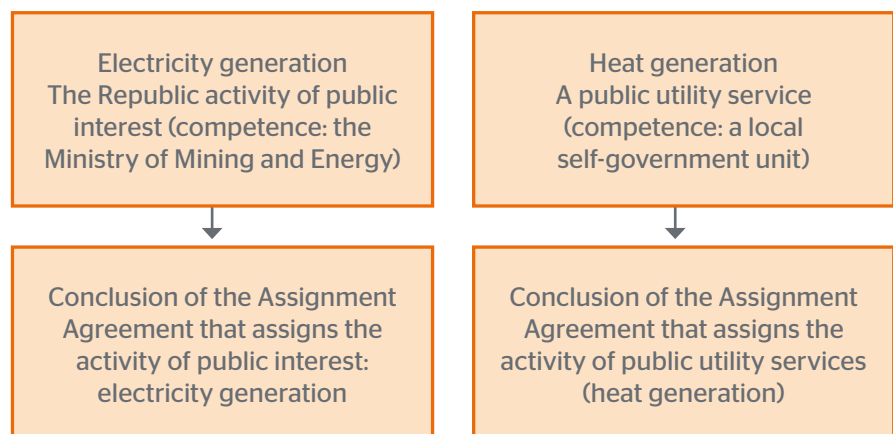 Electricity generation
The Republic activity of public
interest (competence: the
Ministry of Mining and Energy)
Heat generation
A public utility service
(competence: a local
self-government unit)
Conclusion of the Assignment
Agreement that assigns the
activity of public interest:
electricity generation
Conclusion of the Assignment
Agreement that assigns the
activity of public utility services
(heat generation)